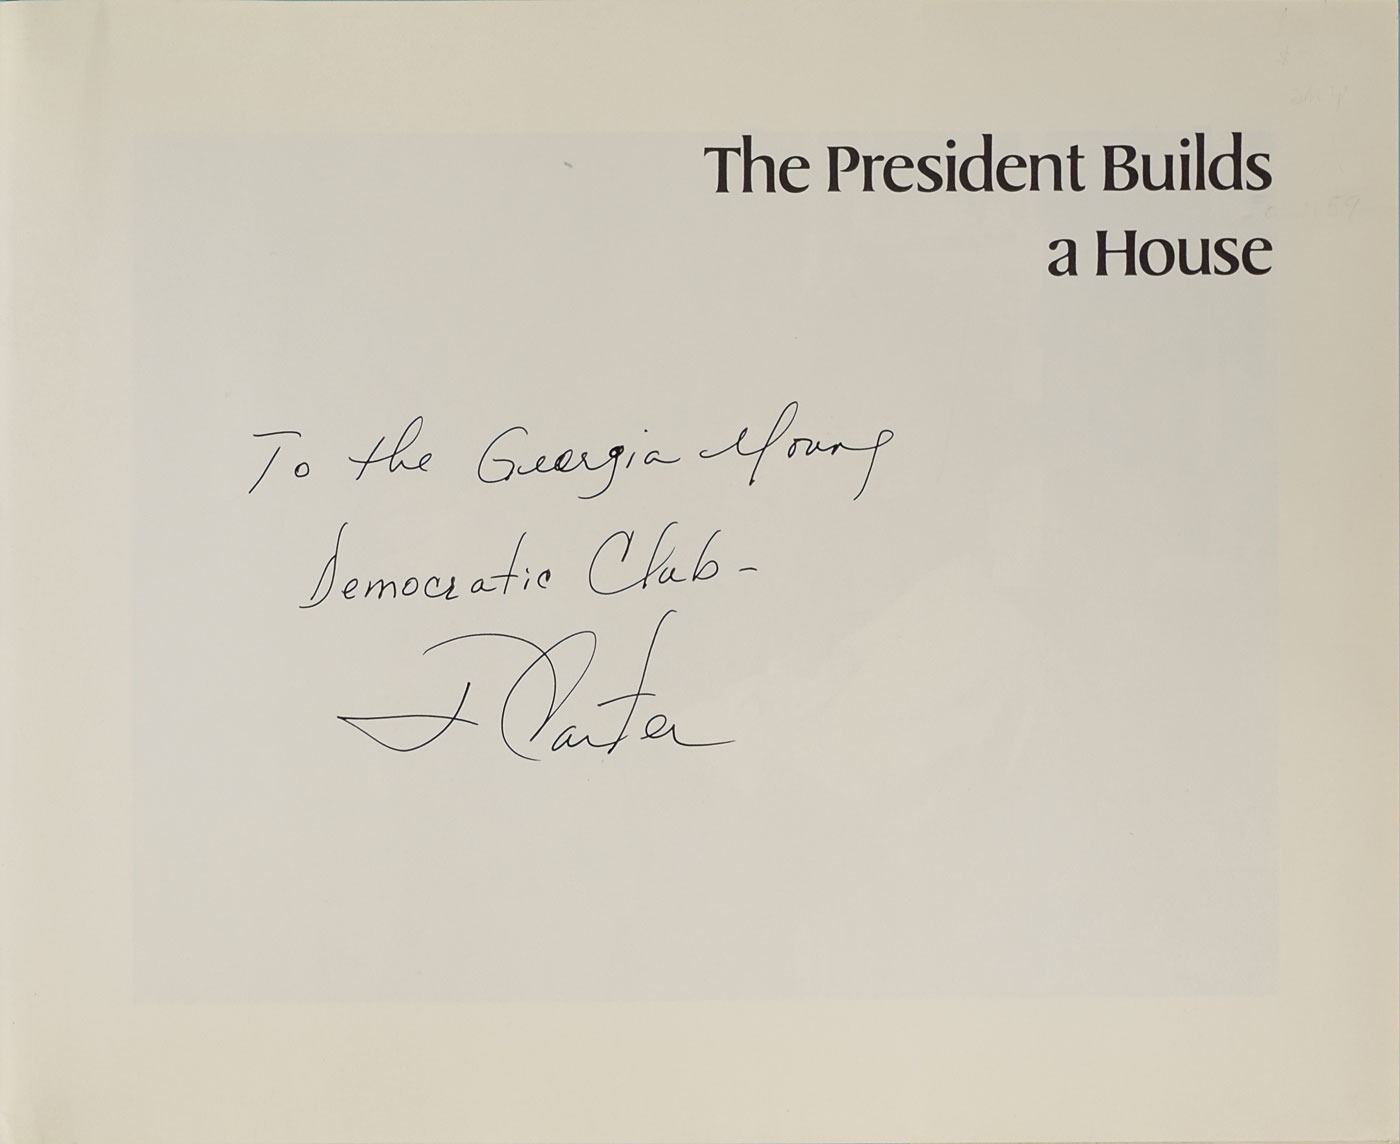 The President Builds
a House
To the Georgia Young
Democratic Club -
J Carter